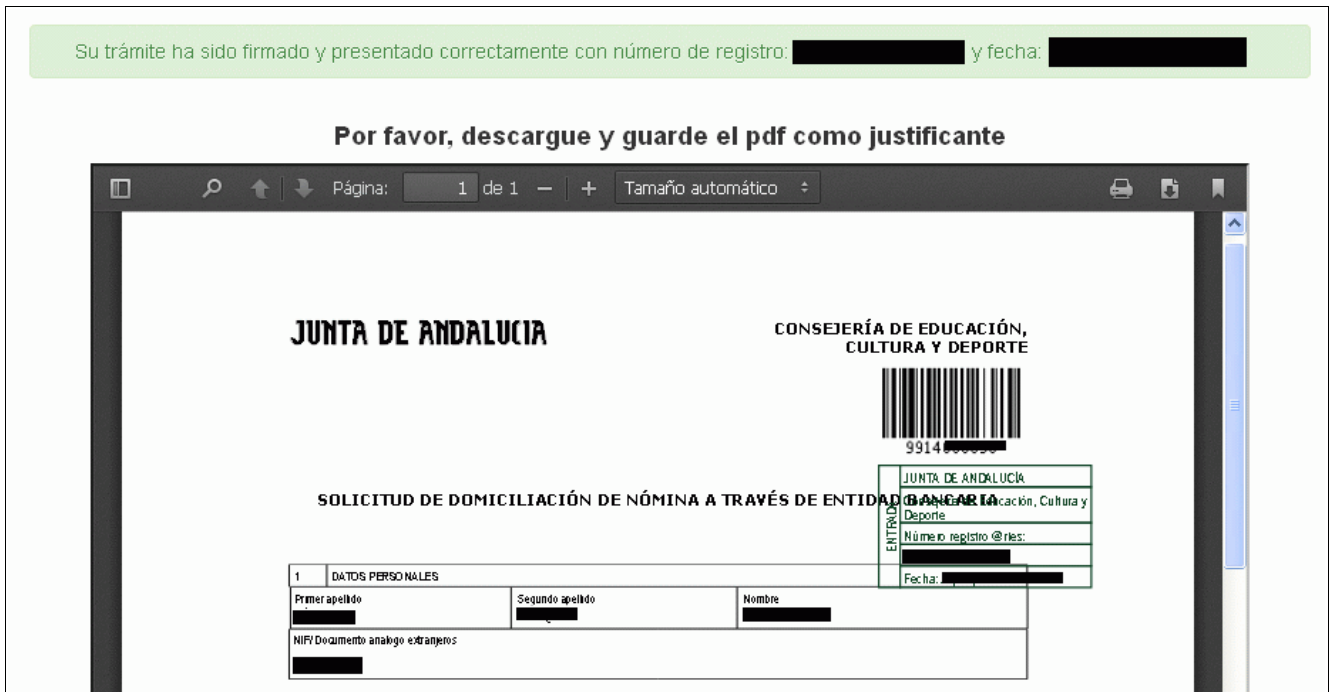 Su trámite ha sido firmado y presentado correctamente con número de registro: y fecha:
Por favor, descargue y guarde el pdf como justificante
Página: 1 de 1 − + Tamaño automático
JUNTA DE ANDALUCIA
CONSEJERÍA DE EDUCACIÓN,
CULTURA Y DEPORTE
9914
JUNTA DE ANDALUCÍA
SOLICITUD DE DOMICILIACIÓN DE NÓMINA A TRAVÉS DE ENTIDAD BANCARIA
Educación, Cultura y
Deporte
ENTRADA
Número registro @ries:
Fecha:
1 DATOS PERSONALES
Primer apellido Segundo apellido Nombre
NIF/Documento analogo extranjeros